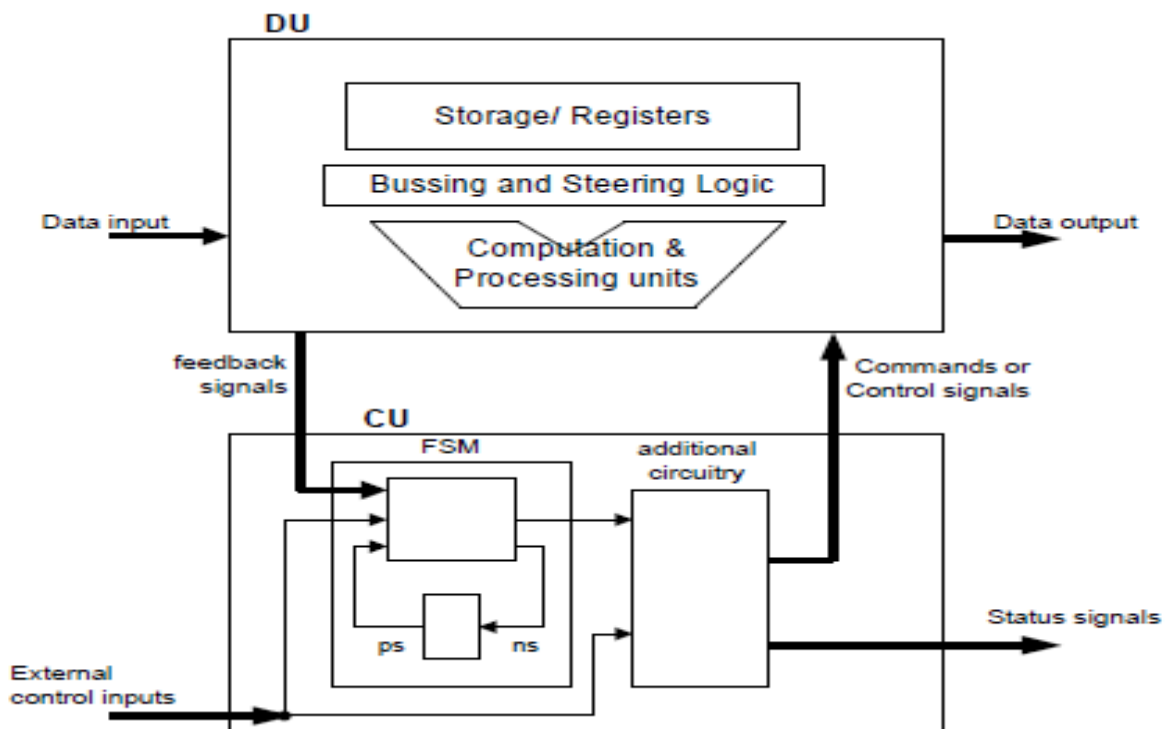 DU
Storage/ Registers
Bussing and Steering Logic
Data input
Computation &
Processing units
Data output
feedback
signals
Commands or
Control signals
CU
FSM
additional
circuitry
ps
ns
Status signals
External
control inputs